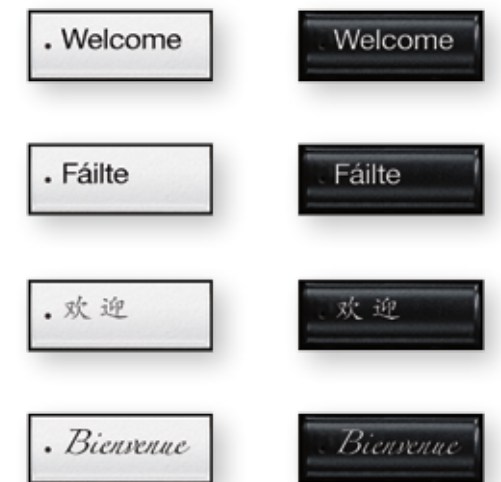 . Welcome Welcome
. Fáilte Fáilte
. 欢 迎 欢 迎
. Bienvenue Bienvenue